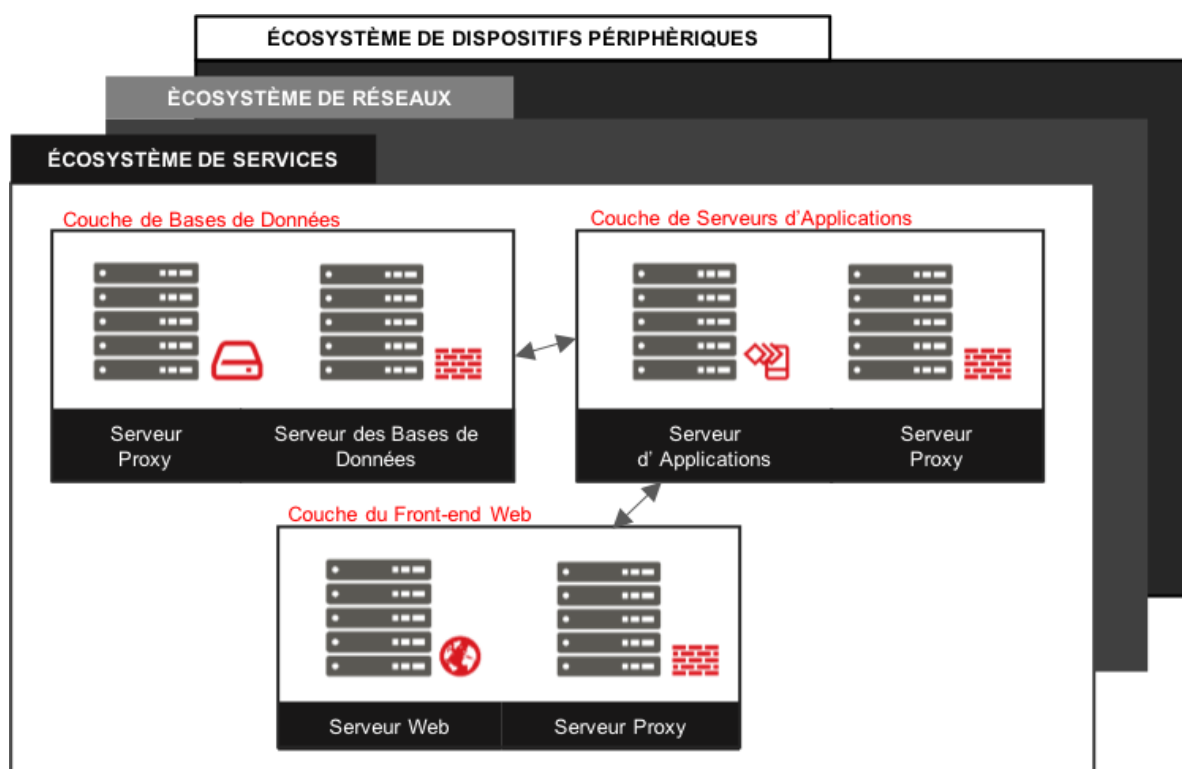 ÉCOSYSTÈME DE DISPOSITIFS PÉRIPHÈRIQUES
ÈCOSYSTÈME DE RÉSEAUX
ÉCOSYSTÈME DE SERVICES
Couche de Bases de Données
Serveur
Proxy
Serveur des Bases de
Données
Couche de Serveurs d'Applications
Serveur
d' Applications
Serveur
Proxy
Couche du Front-end Web
Serveur Web
Serveur Proxy